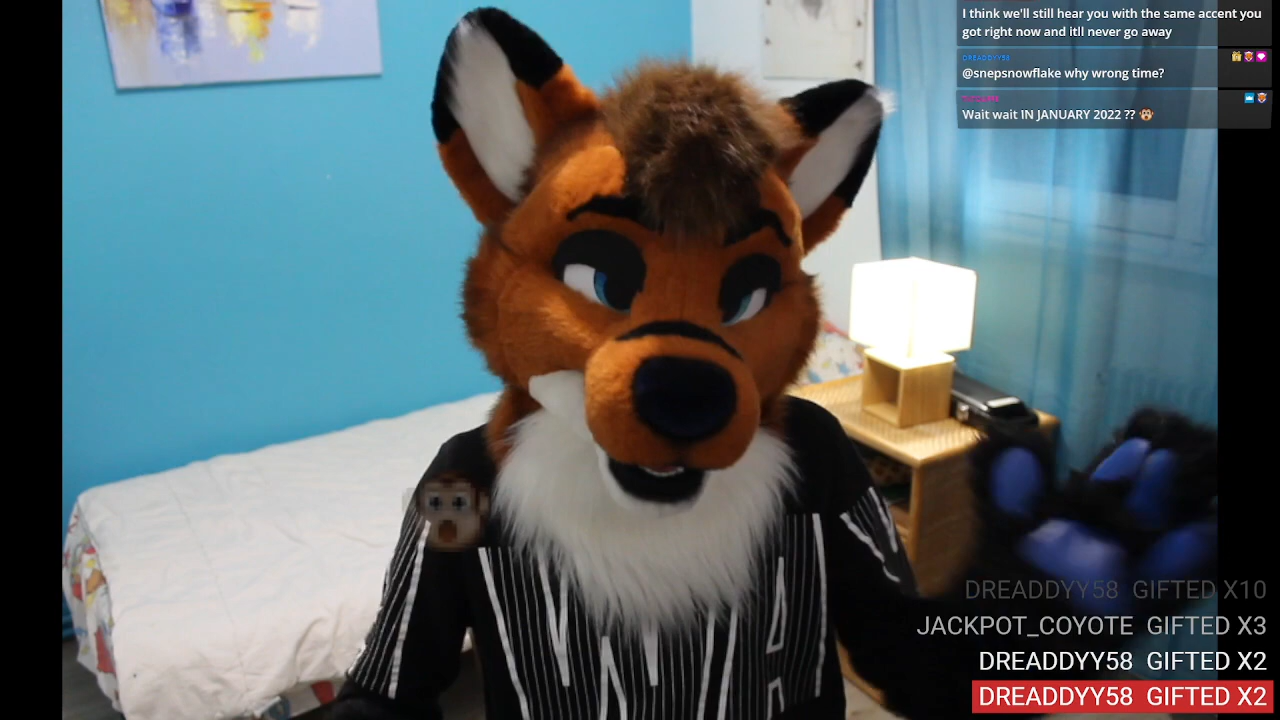 I think we'll still hear you with the same accent you
got right now and itll never go away
DREADDYY58
@snepsnowflake why wrong time?
Wait wait IN JANUARY 2022 ??
DREADDYY58 GIFTED X10
JACKPOT_COYOTE GIFTED X3
DREADDYY58 GIFTED X2
DREADDYY58 GIFTED X2